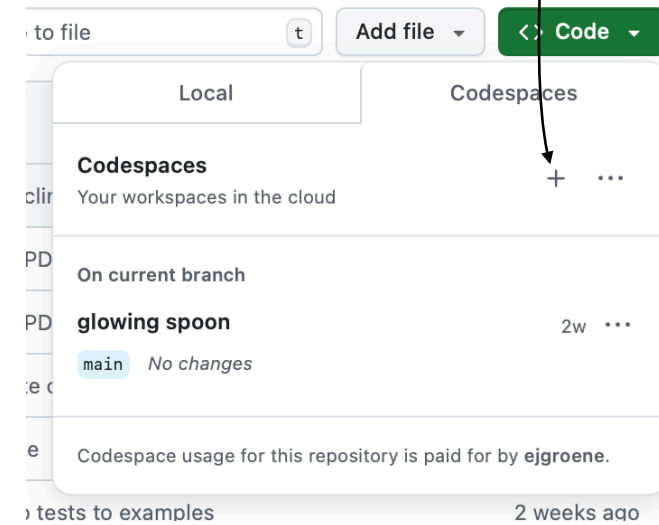 to file t Add file Code
Local Codespaces
Codespaces
Your workspaces in the cloud
On current branch
glowing spoon 2w
main No changes
e
Codespace usage for this repository is paid for by ejgroene.
tests to examples 2 weeks ago